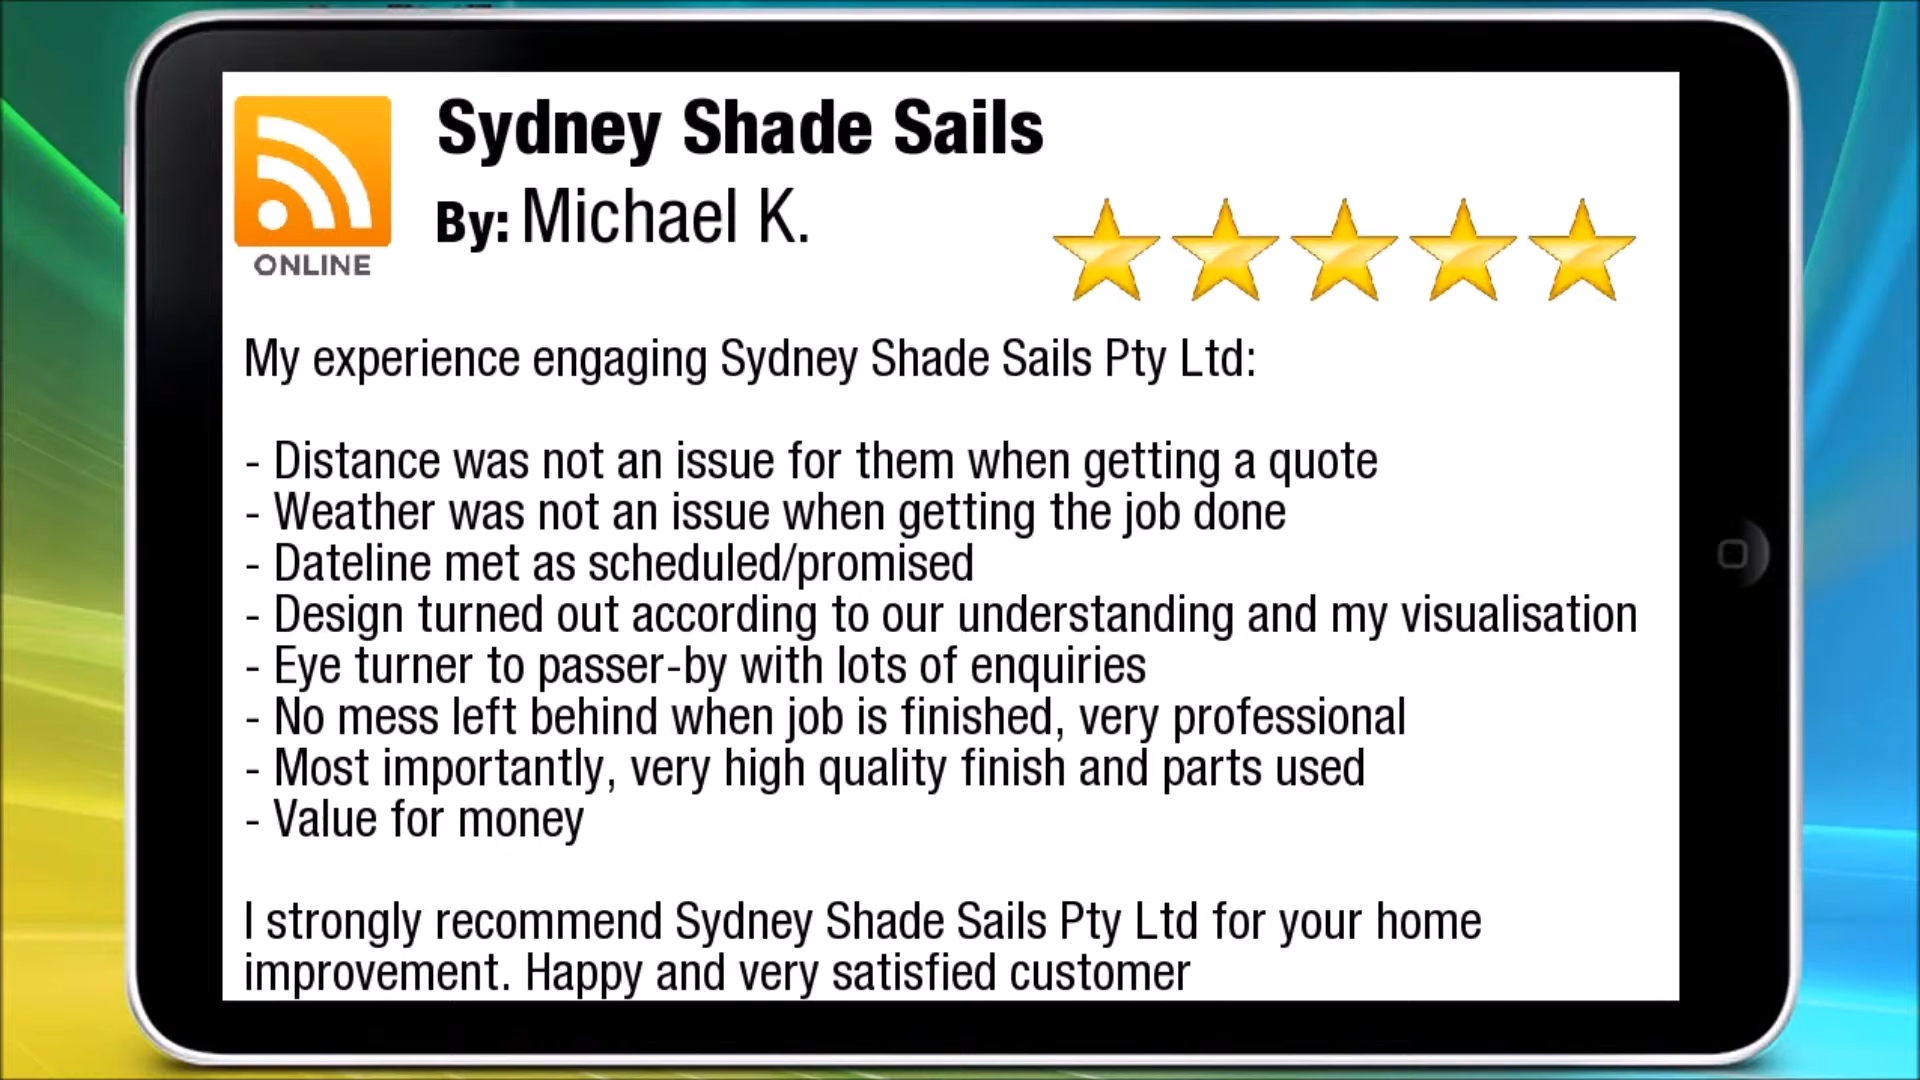 Sydney Shade Sails
By: Michael K.
ONLINE
My experience engaging Sydney Shade Sails Pty Ltd:
- Distance was not an issue for them when getting a quote
- Weather was not an issue when getting the job done
- Dateline met as scheduled/promised
- Design turned out according to our understanding and my visualisation
- Eye turner to passer-by with lots of enquiries
- No mess left behind when job is finished, very professional
- Most importantly, very high quality finish and parts used
- Value for money
I strongly recommend Sydney Shade Sails Pty Ltd for your home
improvement. Happy and very satisfied customer